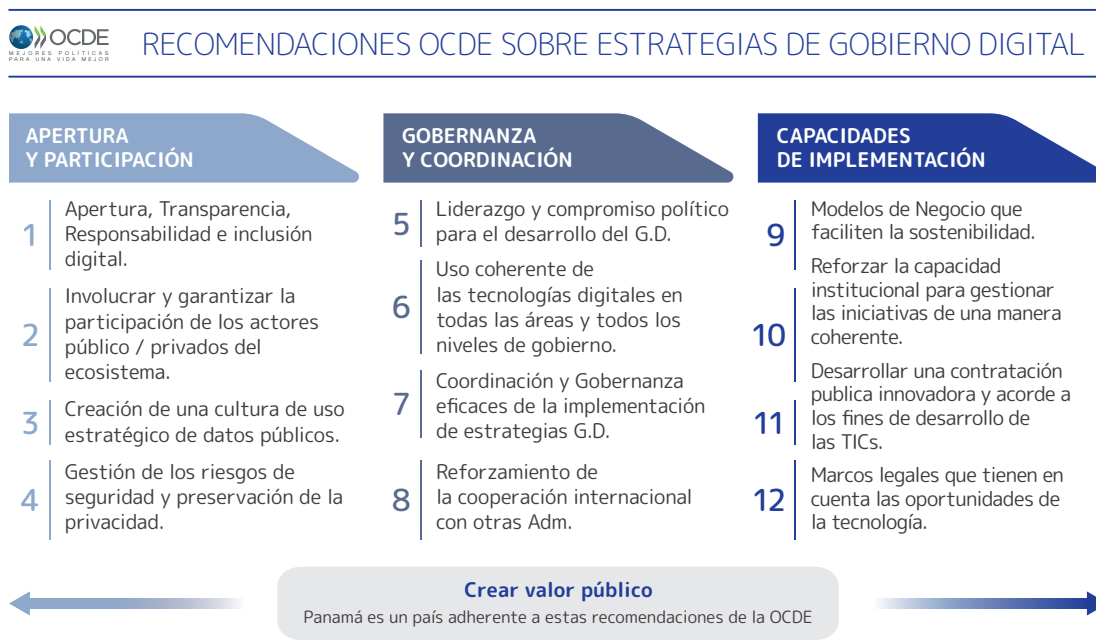 OCDE
MEJORES POLÍTICAS
PARA UNA VIDA MEJOR
RECOMENDACIONES OCDE SOBRE ESTRATEGIAS DE GOBIERNO DIGITAL
APERTURA
Y PARTICIPACIÓN
1
Apertura, Transparencia,
Responsabilidad e inclusión
digital.
2
Involucrar y garantizar la
participación de los actores
público / privados del
ecosistema.
3
Creación de una cultura de uso
estratégico de datos públicos.
4
Gestión de los riesgos de
seguridad y preservación de la
privacidad.
GOBERNANZA
Y COORDINACIÓN
5
Liderazgo y compromiso político
para el desarrollo del G.D.
6
Uso coherente de
las tecnologías digitales en
todas las áreas y todos los
niveles de gobierno.
7
Coordinación y Gobernanza
eficaces de la implementación
de estrategias G.D.
8
Reforzamiento de
la cooperación internacional
con otras Adm.
CAPACIDADES
DE IMPLEMENTACIÓN
9
Modelos de Negocio que
faciliten la sostenibilidad.
10
Reforzar la capacidad
institucional para gestionar
las iniciativas de una manera
coherente.
11
Desarrollar una contratación
publica innovadora y acorde a
los fines de desarrollo de
las TICs.
12
Marcos legales que tienen en
cuenta las oportunidades de
la tecnología.
Crear valor público
Panamá es un país adherente a estas recomendaciones de la OCDE